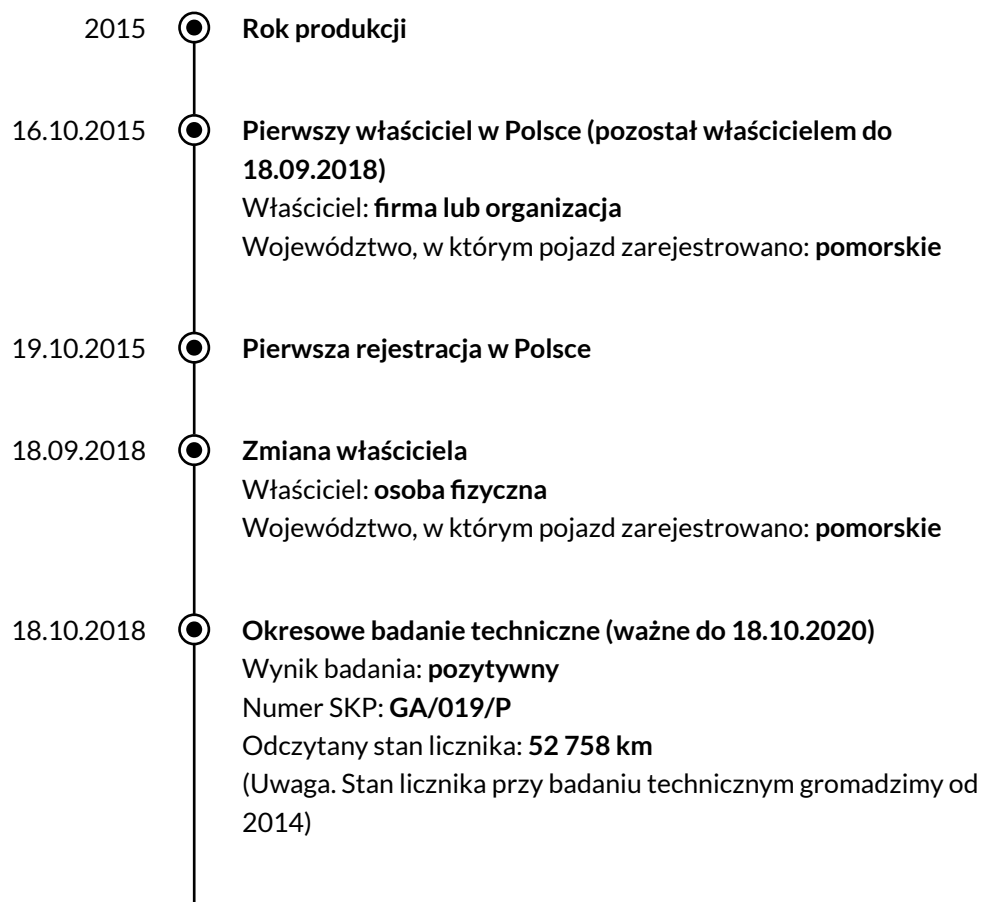 2015 Rok produkcji
16.10.2015 Pierwszy właściciel w Polsce (pozostał właścicielem do
18.09.2018)
Właściciel: firma lub organizacja
Województwo, w którym pojazd zarejestrowano: pomorskie
19.10.2015 Pierwsza rejestracja w Polsce
18.09.2018 Zmiana właściciela
Właściciel: osoba fizyczna
Województwo, w którym pojazd zarejestrowano: pomorskie
18.10.2018 Okresowe badanie techniczne (ważne do 18.10.2020)
Wynik badania: pozytywny
Numer SKP: GA/019/P
Odczytany stan licznika: 52 758 km
(Uwaga. Stan licznika przy badaniu technicznym gromadzimy od
2014)